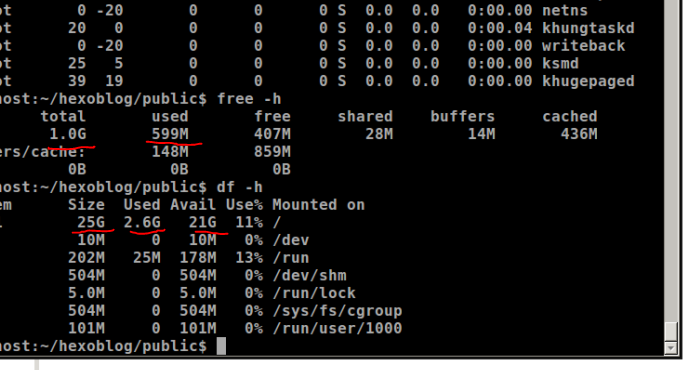 ot 0 -20 0 0 0 S 0.0 0.0 0:00.00 netns
ot 20 0 0 0 0 S 0.0 0.0 0:00.04 khungtaskd
ot 0 -20 0 0 0 S 0.0 0.0 0:00.00 writeback
ot 25 5 0 0 0 S 0.0 0.0 0:00.00 ksmd
ot 39 19 0 0 0 S 0.0 0.0 0:00.00 khugepaged
host:~/hexoblog/public$ free -h
total used free shared buffers cached
1.0G 599M 407M 28M 14M 436M
ers/cache: 148M 859M
0B 0B 0B
host:~/hexoblog/public$ df -h
em Size Used Avail Use% Mounted on
25G 2.6G 21G 11% /
10M 0 10M 0% /dev
202M 25M 178M 13% /run
504M 0 504M 0% /dev/shm
5.0M 0 5.0M 0% /run/lock
504M 0 504M 0% /sys/fs/cgroup
101M 0 101M 0% /run/user/1000
host:~/hexoblog/public$